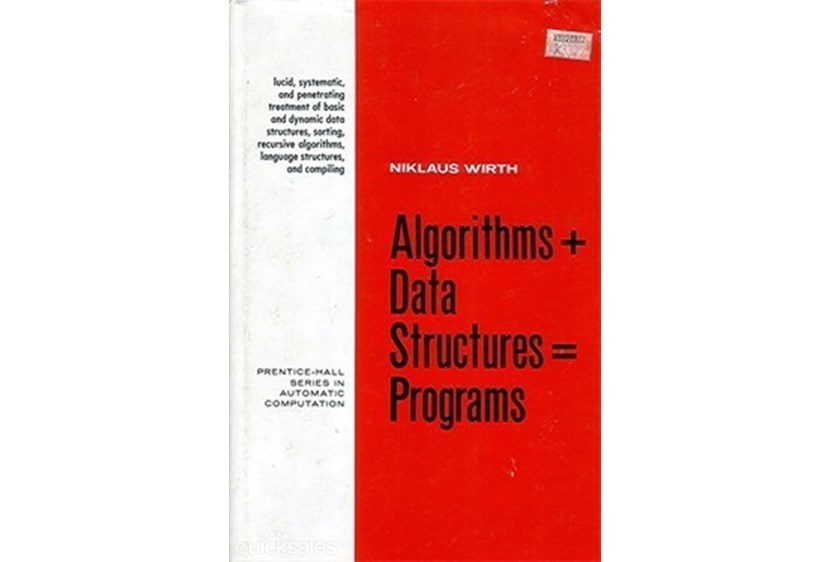 lucid, systematic,
and penetrating
treatment of basic
and dynamic data
structures, sorting,
recursive algorithms,
language structures,
and compiling
NIKLAUS WIRTH
Algorithms +
Data
Structures =
Programs
PRENTICE-HALL
SERIES IN
AUTOMATIC
COMPUTATION
quicksales